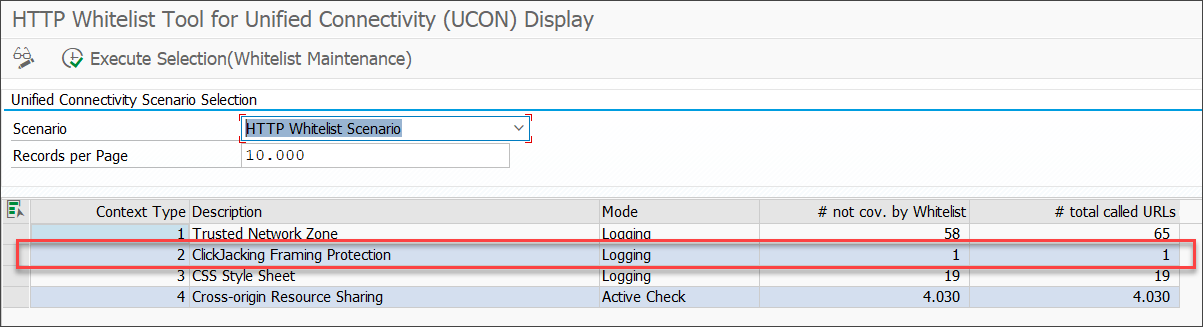 HTTP Whitelist Tool for Unified Connectivity (UCON) Display
Execute Selection(Whitelist Maintenance)
Unified Connectivity Scenario Selection
Scenario HTTP Whitelist Scenario
Records per Page 10.000
Context Type Description Mode # not cov. by Whitelist # total called URLs
1 Trusted Network Zone Logging 58 65
2 ClickJacking Framing Protection Logging 1 1
3 CSS Style Sheet Logging 19 19
4 Cross-origin Resource Sharing Active Check 4.030 4.030